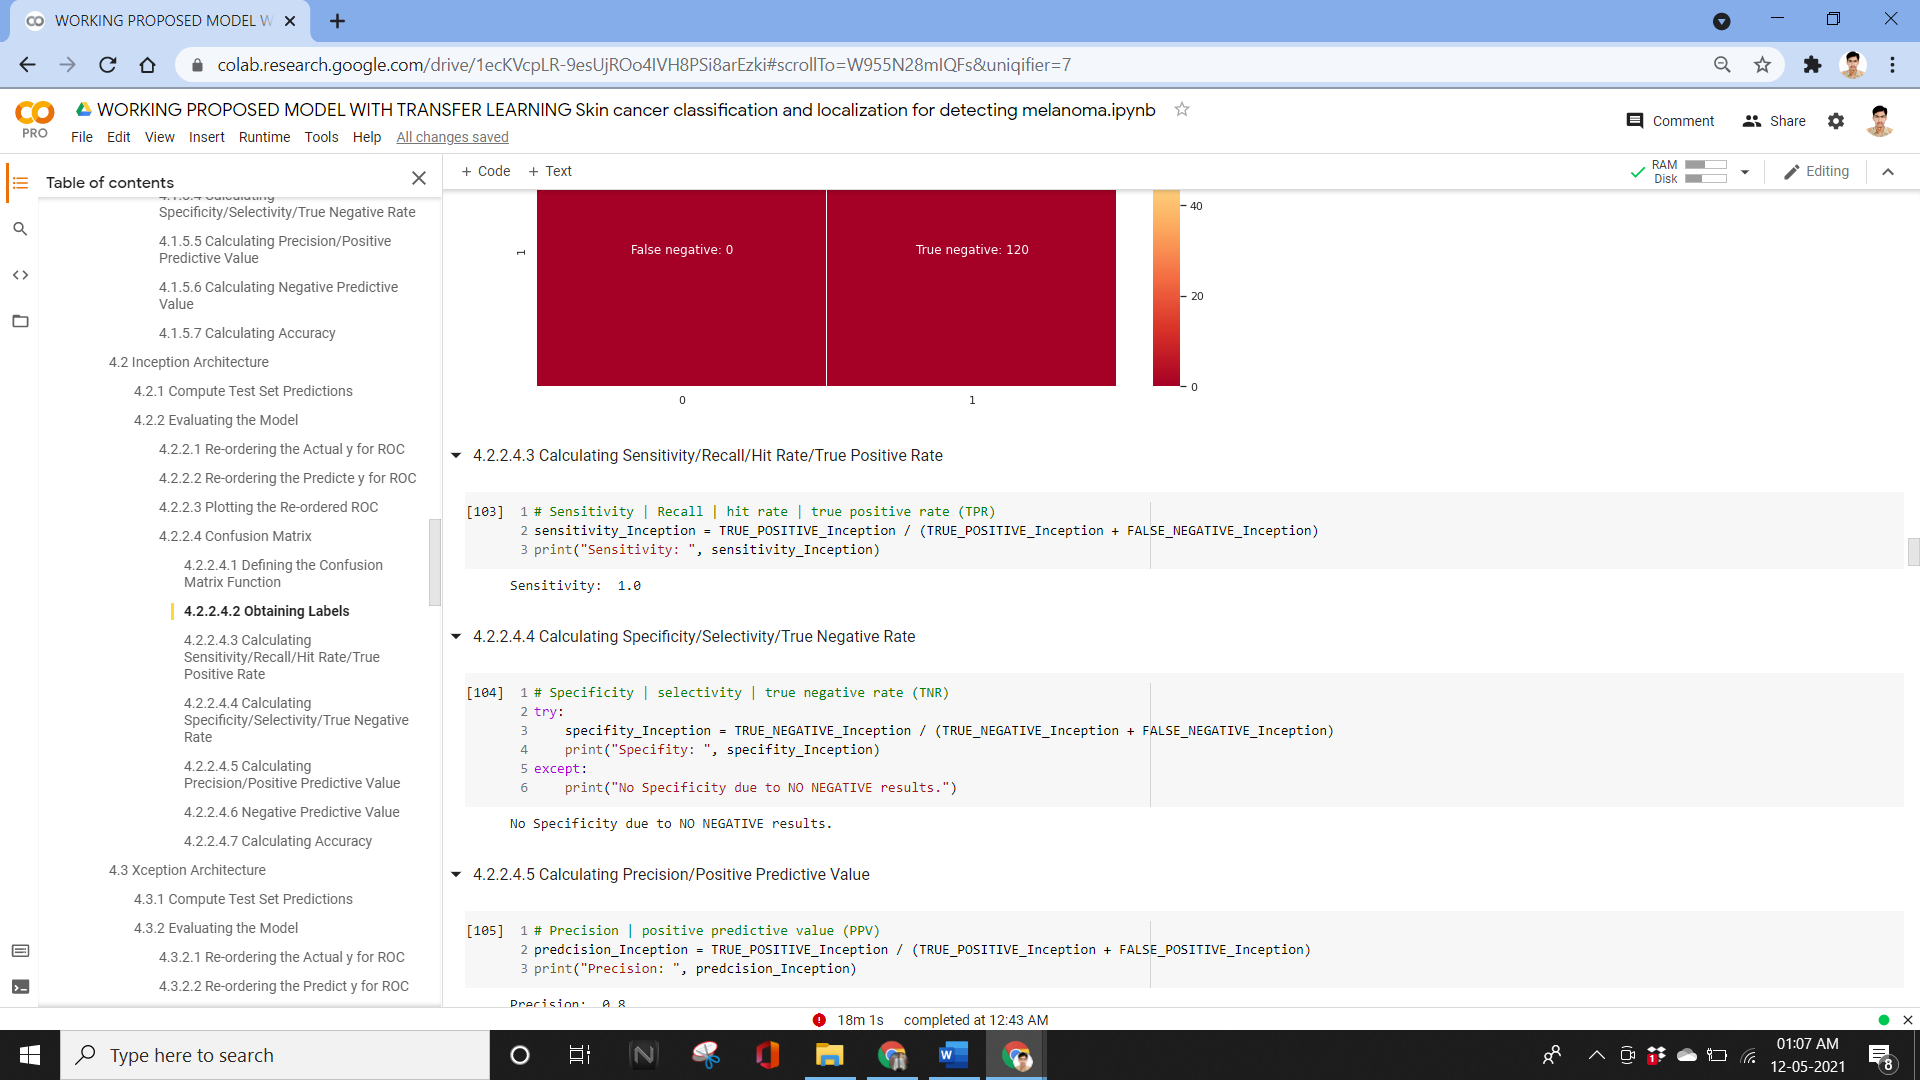 WORKING PROPOSED MODEL W
colab.research.google.com/drive/1ecKVcpLR-9esUjROo4IVH8PSi8arEzki#scrollTo=W955N28mIQFs&uniqifier=7
CO
PRO
WORKING PROPOSED MODEL WITH TRANSFER LEARNING Skin cancer classification and localization for detecting melanoma.ipynb
File Edit View Insert Runtime Tools Help All changes saved
Comment
Share
Table of contents
+ Code + Text
RAM
Disk
Editing
4.1.5.4 Calculating
Specificity/Selectivity/True Negative Rate
4.1.5.5 Calculating Precision/Positive
Predictive Value
4.1.5.6 Calculating Negative Predictive
Value
4.1.5.7 Calculating Accuracy
4.2 Inception Architecture
4.2.1 Compute Test Set Predictions
4.2.2 Evaluating the Model
4.2.2.1 Re-ordering the Actual y for ROC
4.2.2.2 Re-ordering the Predicte y for ROC
4.2.2.3 Plotting the Re-ordered ROC
4.2.2.4 Confusion Matrix
4.2.2.4.1 Defining the Confusion
Matrix Function
4.2.2.4.2 Obtaining Labels
4.2.2.4.3 Calculating
Sensitivity/Recall/Hit Rate/True
Positive Rate
4.2.2.4.4 Calculating
Specificity/Selectivity/True Negative
Rate
4.2.2.4.5 Calculating
Precision/Positive Predictive Value
4.2.2.4.6 Negative Predictive Value
4.2.2.4.7 Calculating Accuracy
4.3 Xception Architecture
4.3.1 Compute Test Set Predictions
4.3.2 Evaluating the Model
4.3.2.1 Re-ordering the Actual y for ROC
4.3.2.2 Re-ordering the Predict y for ROC
1
False negative: 0
True negative: 120
40
20
0
0
1
4.2.2.4.3 Calculating Sensitivity/Recall/Hit Rate/True Positive Rate
[103] 1 # Sensitivity | Recall | hit rate | true positive rate (TPR)
2 sensitivity_Inception = TRUE_POSITIVE_Inception / (TRUE_POSITIVE_Inception + FALSE_NEGATIVE_Inception)
3 print("Sensitivity: ", sensitivity_Inception)
Sensitivity:  1.0
4.2.2.4.4 Calculating Specificity/Selectivity/True Negative Rate
[104] 1 # Specificity | selectivity | true negative rate (TNR)
2 try:
3     specifity_Inception = TRUE_NEGATIVE_Inception / (TRUE_NEGATIVE_Inception + FALSE_NEGATIVE_Inception)
4     print("Specifity: ", specifity_Inception)
5 except:
6     print("No Specificity due to NO NEGATIVE results.")
No Specificity due to NO NEGATIVE results.
4.2.2.4.5 Calculating Precision/Positive Predictive Value
[105] 1 # Precision | positive predictive value (PPV)
2 predcision_Inception = TRUE_POSITIVE_Inception / (TRUE_POSITIVE_Inception + FALSE_POSITIVE_Inception)
3 print("Precision: ", predcision_Inception)
Precision:  0.8
18m 1s completed at 12:43 AM
Type here to search
01:07 AM
12-05-2021
8